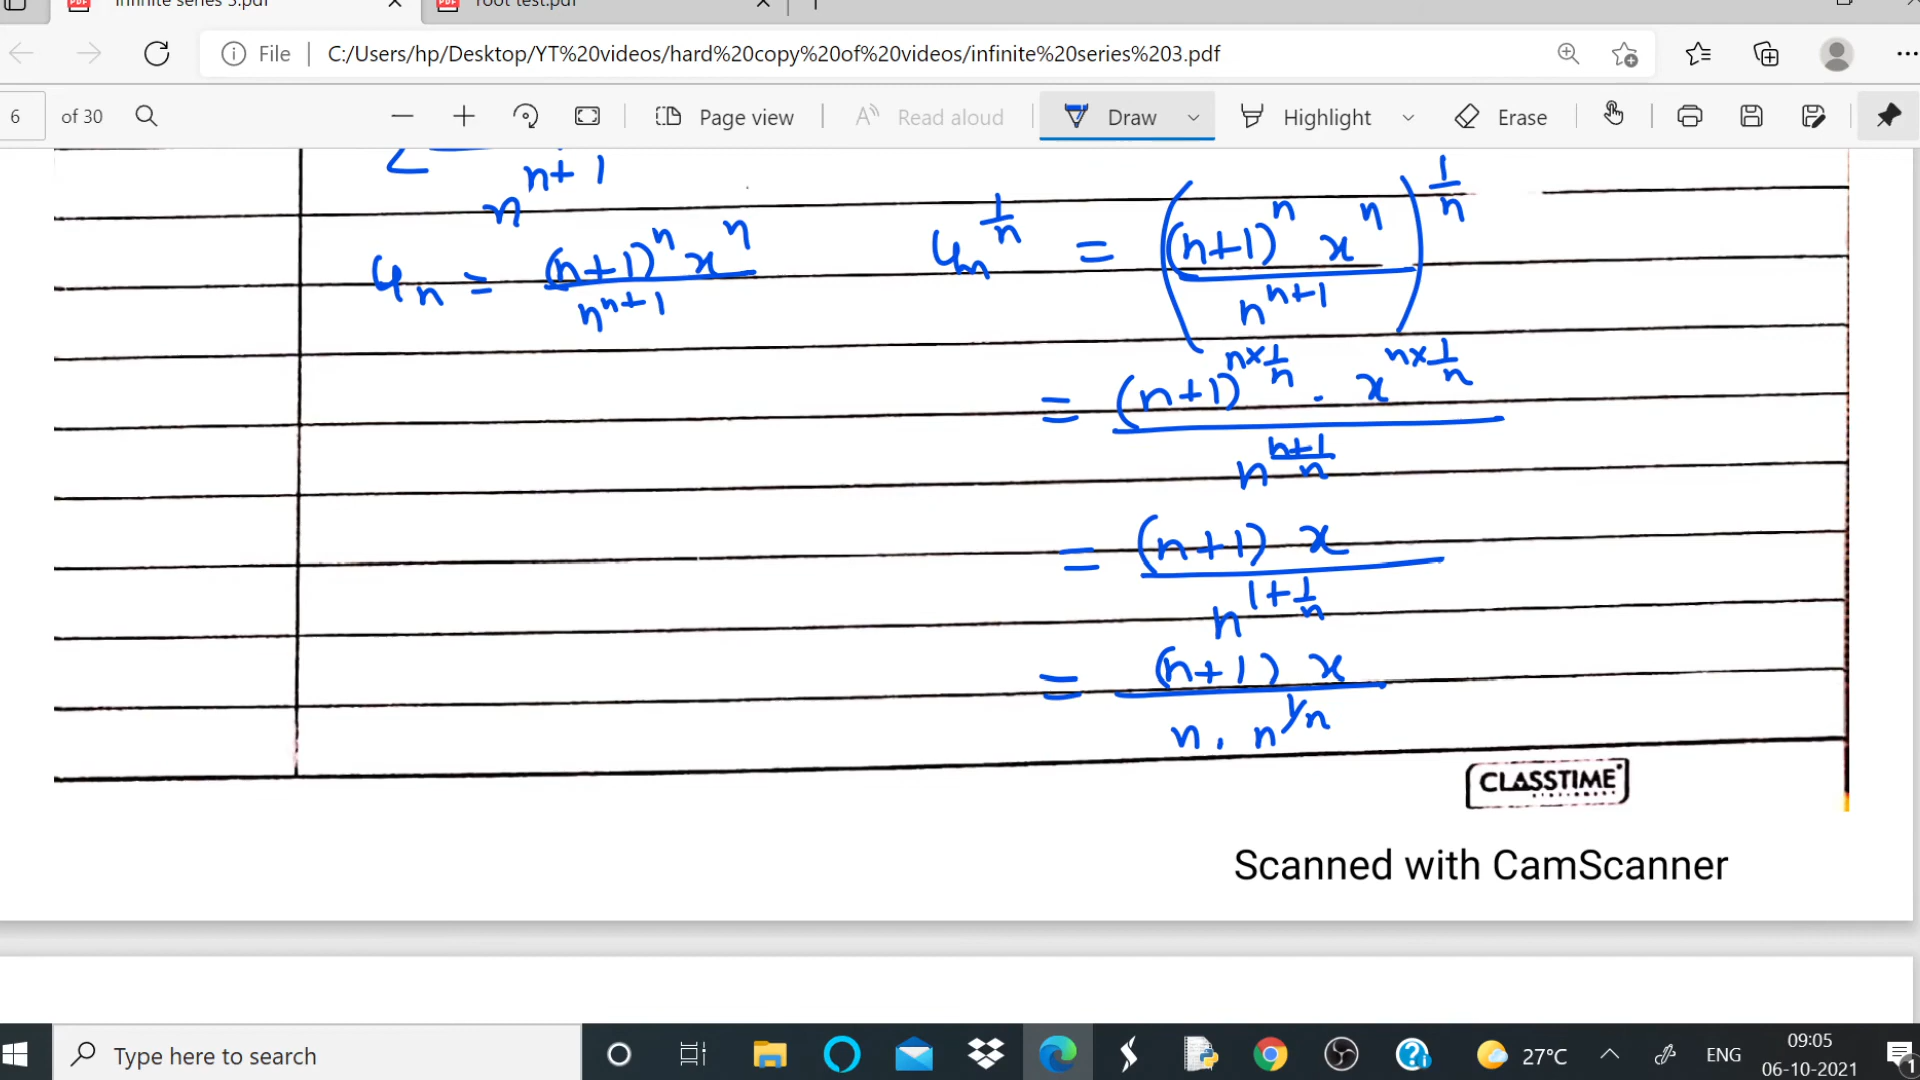 infinite series 3.pdf
root test.pdf
File C:/Users/hp/Desktop/YT%20videos/hard%20copy%20of%20videos/infinite%20series%203.pdf
6 of 30 Page view Read aloud Draw Highlight Erase
n+1
n
u_n = (n+1)^n x^n / n^(n+1)
u_n^(1/n) = ((n+1)^n x^n / n^(n+1))^(1/n)
= (n+1)^(n×1/n) . x^(n×1/n) / n^((n+1)/n)
= (n+1) x / n^(1+1/n)
= (n+1) x / n . n^(1/n)
CLASSTIME
Scanned with CamScanner
Type here to search
27°C
ENG
09:05
06-10-2021
1